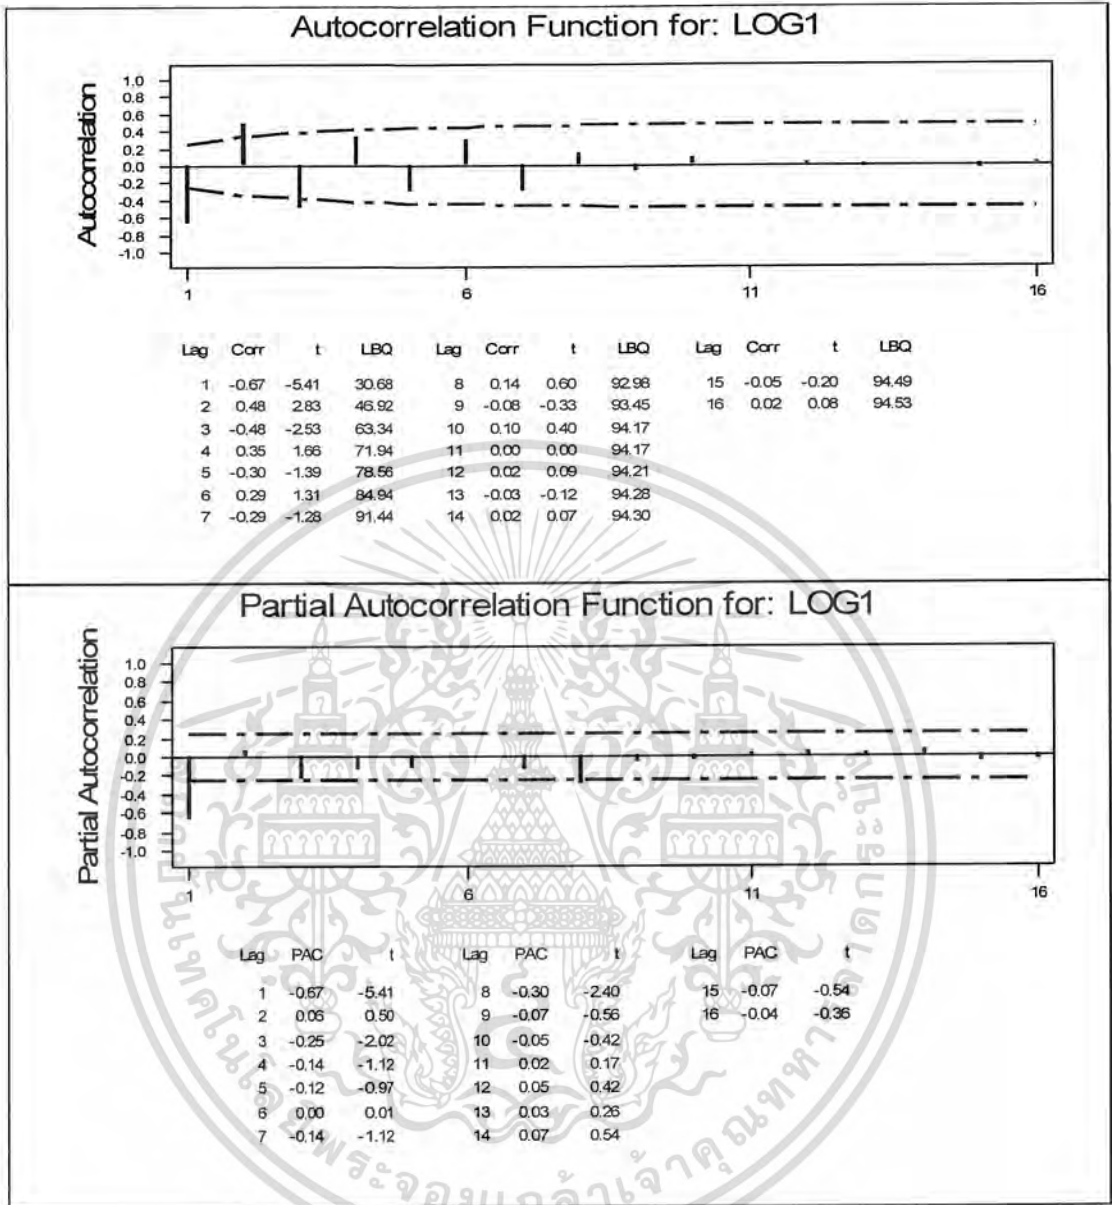 Autocorrelation Function for: LOG1
Autocorrelation
1.0
0.8
0.6
0.4
0.2
0.0
-0.2
-0.4
-0.6
-0.8
-1.0
1 6 11 16
Lag Corr t LBQ Lag Corr t LBQ Lag Corr t LBQ
1 -0.67 -5.41 30.68 8 0.14 0.60 92.98 15 -0.05 -0.20 94.49
2 0.48 2.83 46.92 9 -0.08 -0.33 93.45 16 0.02 0.08 94.53
3 -0.48 -2.53 63.34 10 0.10 0.40 94.17
4 0.35 1.66 71.94 11 0.00 0.00 94.17
5 -0.30 -1.39 78.56 12 0.02 0.09 94.21
6 0.29 1.31 84.94 13 -0.03 -0.12 94.28
7 -0.29 -1.28 91.44 14 0.02 0.07 94.30
Partial Autocorrelation Function for: LOG1
Partial Autocorrelation
1.0
0.8
0.6
0.4
0.2
0.0
-0.2
-0.4
-0.6
-0.8
-1.0
1 6 11 16
Lag PAC t Lag PAC t Lag PAC t
1 -0.67 -5.41 8 -0.30 -2.40 15 -0.07 -0.54
2 0.06 0.50 9 -0.07 -0.56 16 -0.04 -0.36
3 -0.25 -2.02 10 -0.05 -0.42
4 -0.14 -1.12 11 0.02 0.17
5 -0.12 -0.97 12 0.05 0.42
6 0.00 0.01 13 0.03 0.26
7 -0.14 -1.12 14 0.07 0.54